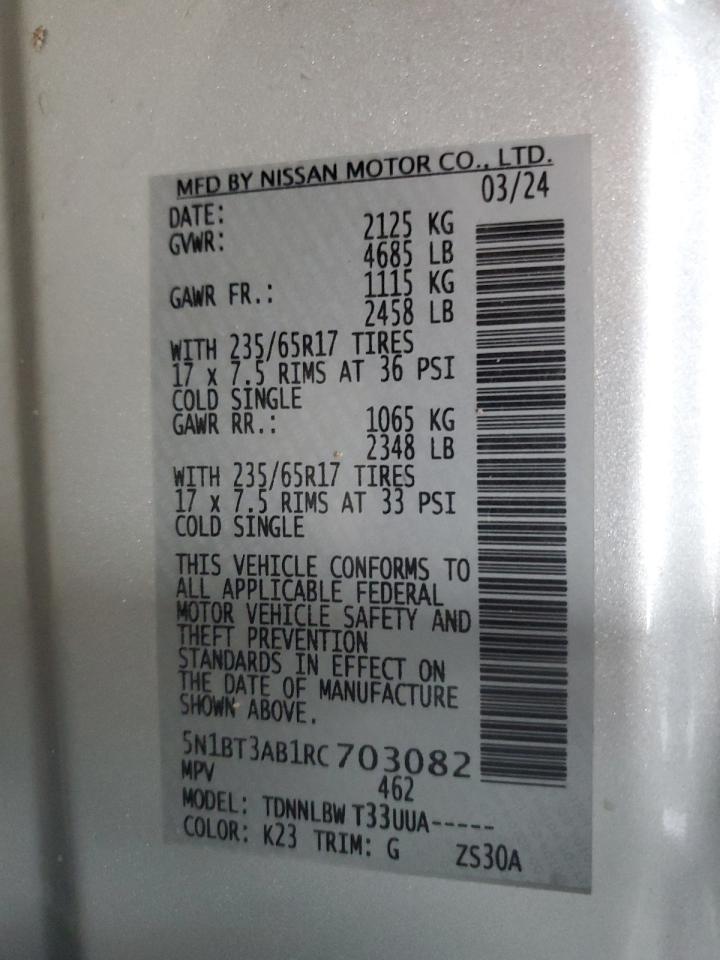 MFD BY NISSAN MOTOR CO., LTD.
DATE: 03/24
GVWR: 2125 KG
4685 LB
GAWR FR.: 1115 KG
2458 LB
WITH 235/65R17 TIRES
17 x 7.5 RIMS AT 36 PSI
COLD SINGLE
GAWR RR.: 1065 KG
2348 LB
WITH 235/65R17 TIRES
17 x 7.5 RIMS AT 33 PSI
COLD SINGLE
THIS VEHICLE CONFORMS TO
ALL APPLICABLE FEDERAL
MOTOR VEHICLE SAFETY AND
THEFT PREVENTION
STANDARDS IN EFFECT ON
THE DATE OF MANUFACTURE
SHOWN ABOVE.
5N1BT3AB1RC703082
MPV 462
MODEL: TDNNLBW T33UUA-----
COLOR: K23 TRIM: G ZS30A